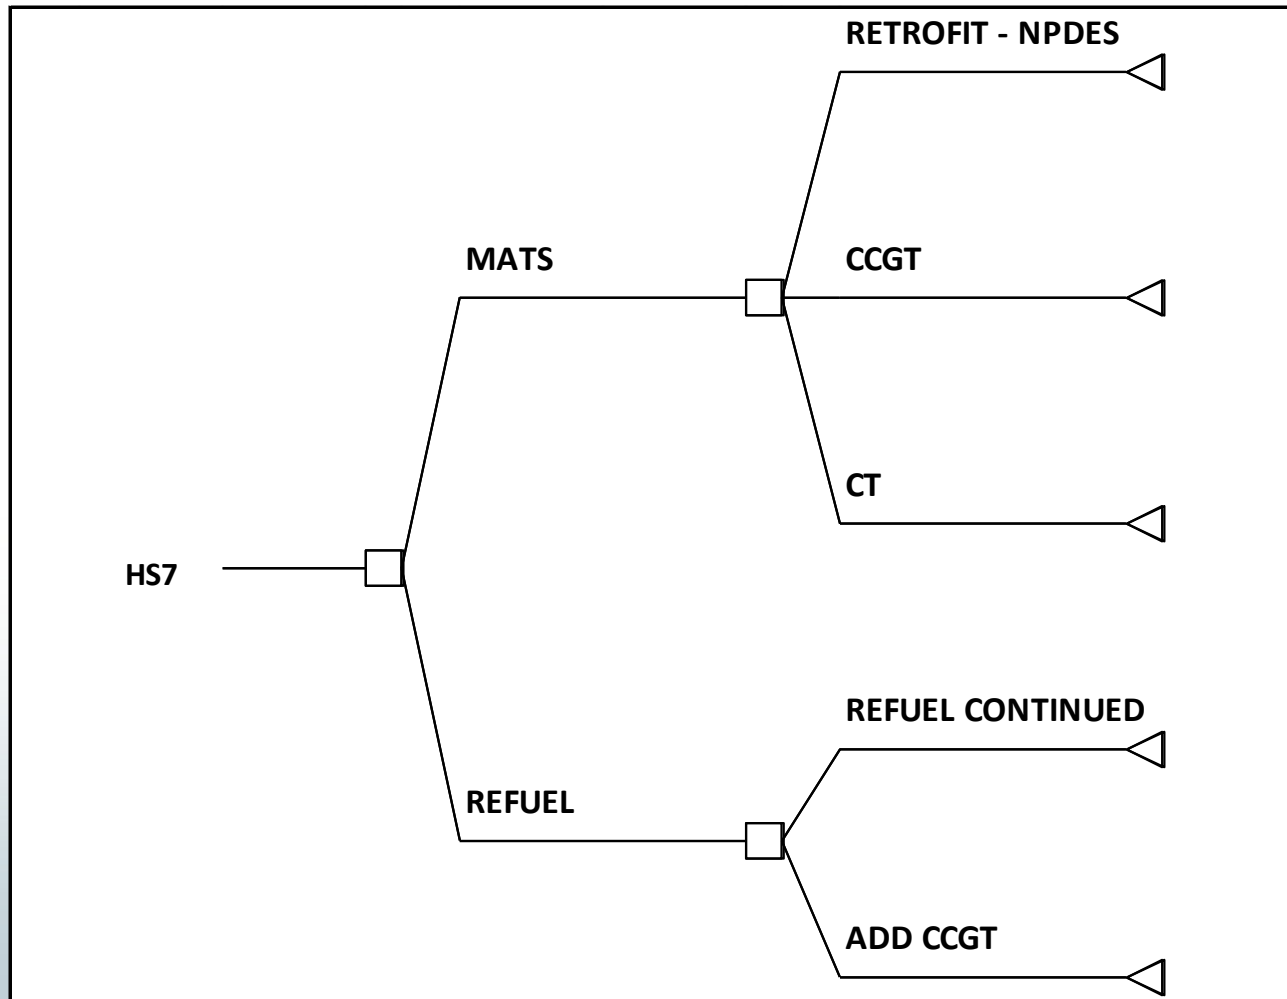 RETROFIT - NPDES
MATS
CCGT
CT
HS7
REFUEL CONTINUED
REFUEL
ADD CCGT